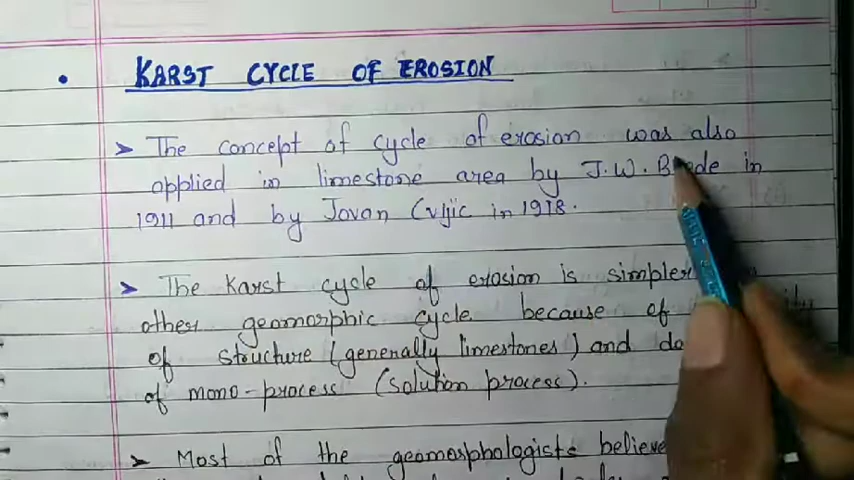 • KARST CYCLE OF EROSION
➤ The concept of cycle of erosion was also
applied in limestone area by J.W. in
1911 and by Jovan Cvijic in 1918.
➤ The Karst cycle of erosion is simpler
other geomorphic cycle because of
of structure (generally limestones) and
of mono-process (solution process).
➤ Most of the geomorphologists believe